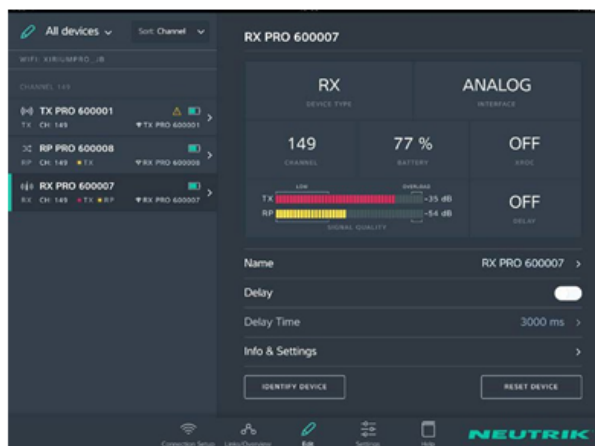 All devices
Sort: Channel
WIFI: XIRIUMPRO_JB
CHANNEL 149
TX PRO 600001
TX CH: 149 TX PRO 600001
RP PRO 600008
RP CH: 149 TX RX PRO 600008
RX PRO 600007
RX CH: 149 TX RP RX PRO 600007
RX PRO 600007
RX
DEVICE TYPE
ANALOG
INTERFACE
149
CHANNEL
77 %
BATTERY
OFF
XROC
LOW OVERLOAD
TX -35 dB
RP -54 dB
SIGNAL QUALITY
OFF
DELAY
Name RX PRO 600007
Delay
Delay Time 3000 ms
Info & Settings
IDENTIFY DEVICE RESET DEVICE
Connection Setup Links/Overview Edit Settings Help
NEUTRIK